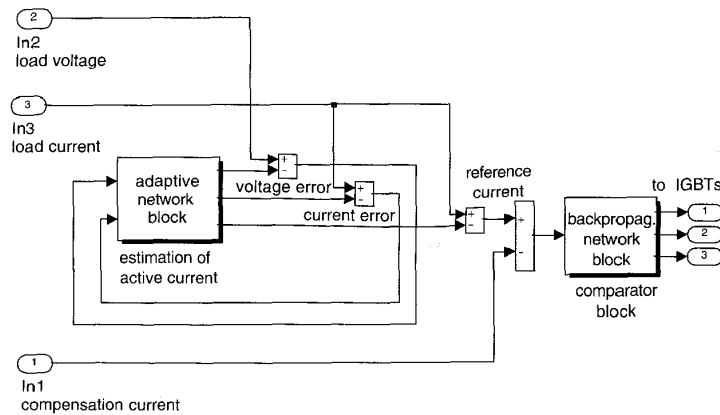 2
In2
load voltage
3
In3
load current
adaptive
network
block
+
-
voltage error
+
-
current error
estimation of
active current
reference
current
+
-
+
-
backpropag.
network
block
comparator
block
to IGBTs
1
2
3
1
In1
compensation current